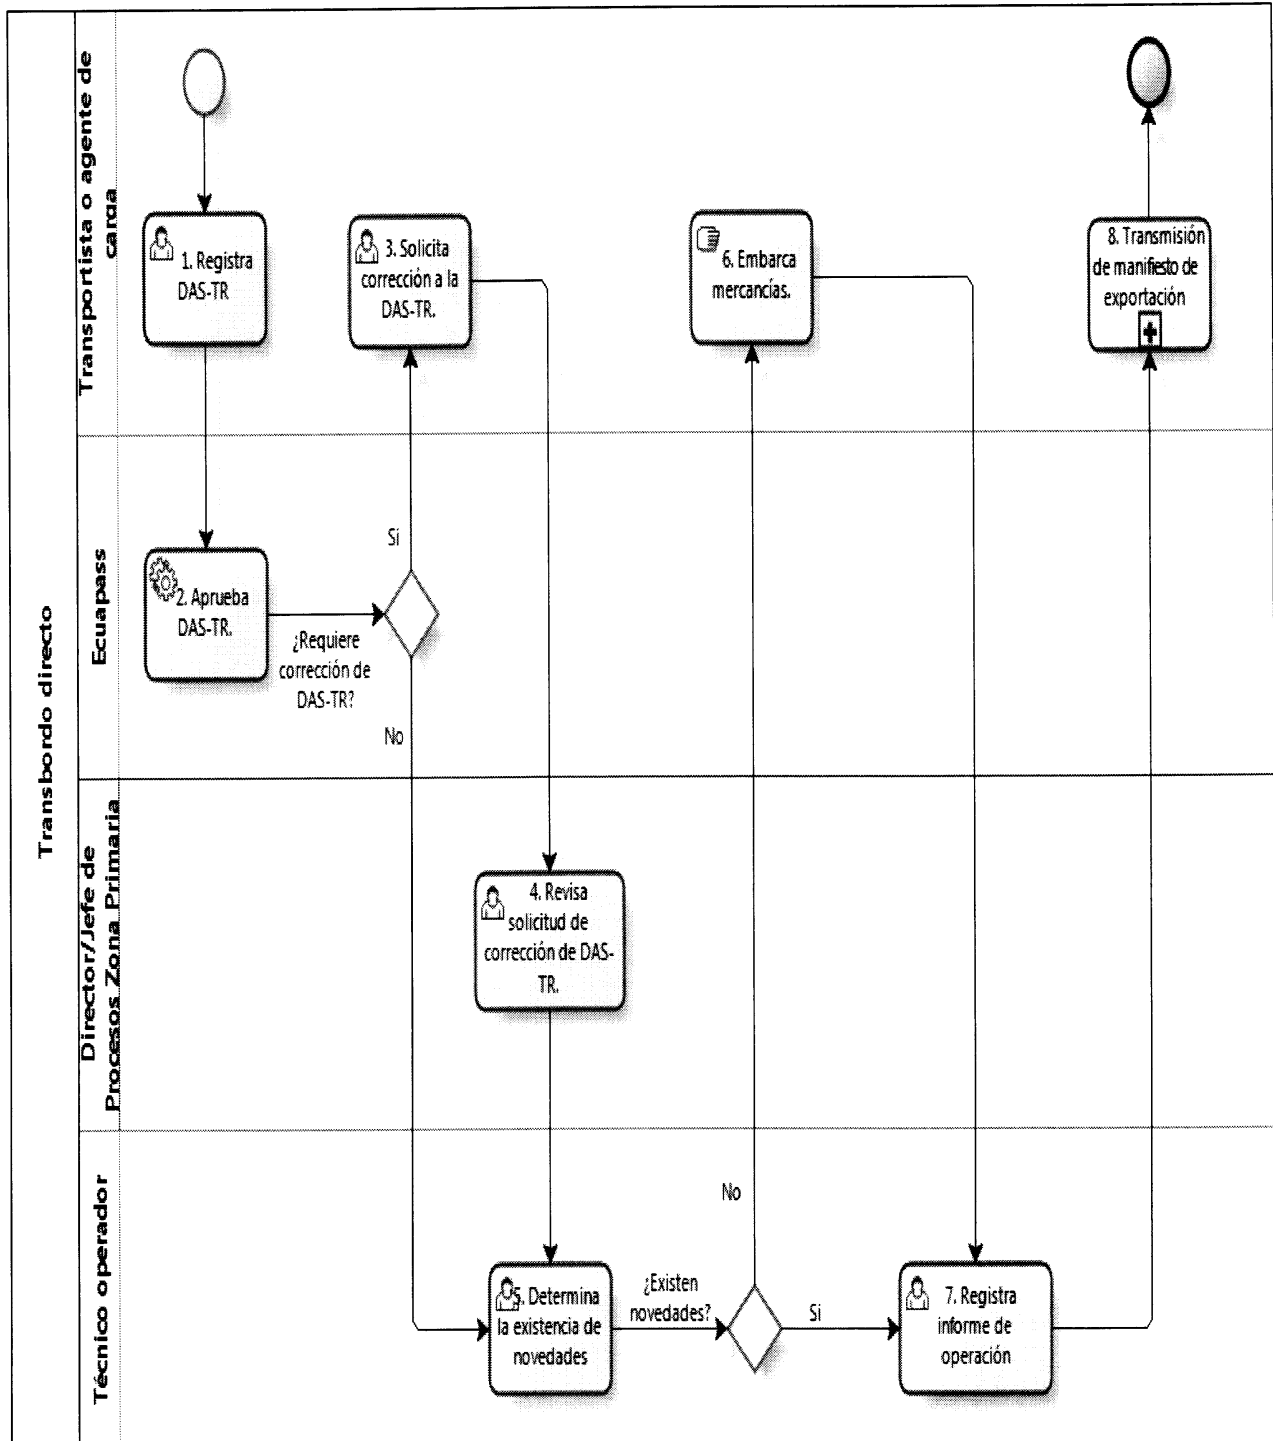 Transbordo directo
Transportista o agente de
carga
Ecuapass
Director/Jefe de
Procesos Zona Primaria
Técnico operador
1. Registra
DAS-TR
2. Aprueba
DAS-TR.
¿Requiere
corrección de
DAS-TR?
Si
No
3. Solicita
corrección a la
DAS-TR.
4. Revisa
solicitud de
corrección de DAS-
TR.
5. Determina
la existencia de
novedades
¿Existen
novedades?
No
Si
6. Embarca
mercancías.
7. Registra
informe de
operación
8. Transmisión
de manifiesto de
exportación